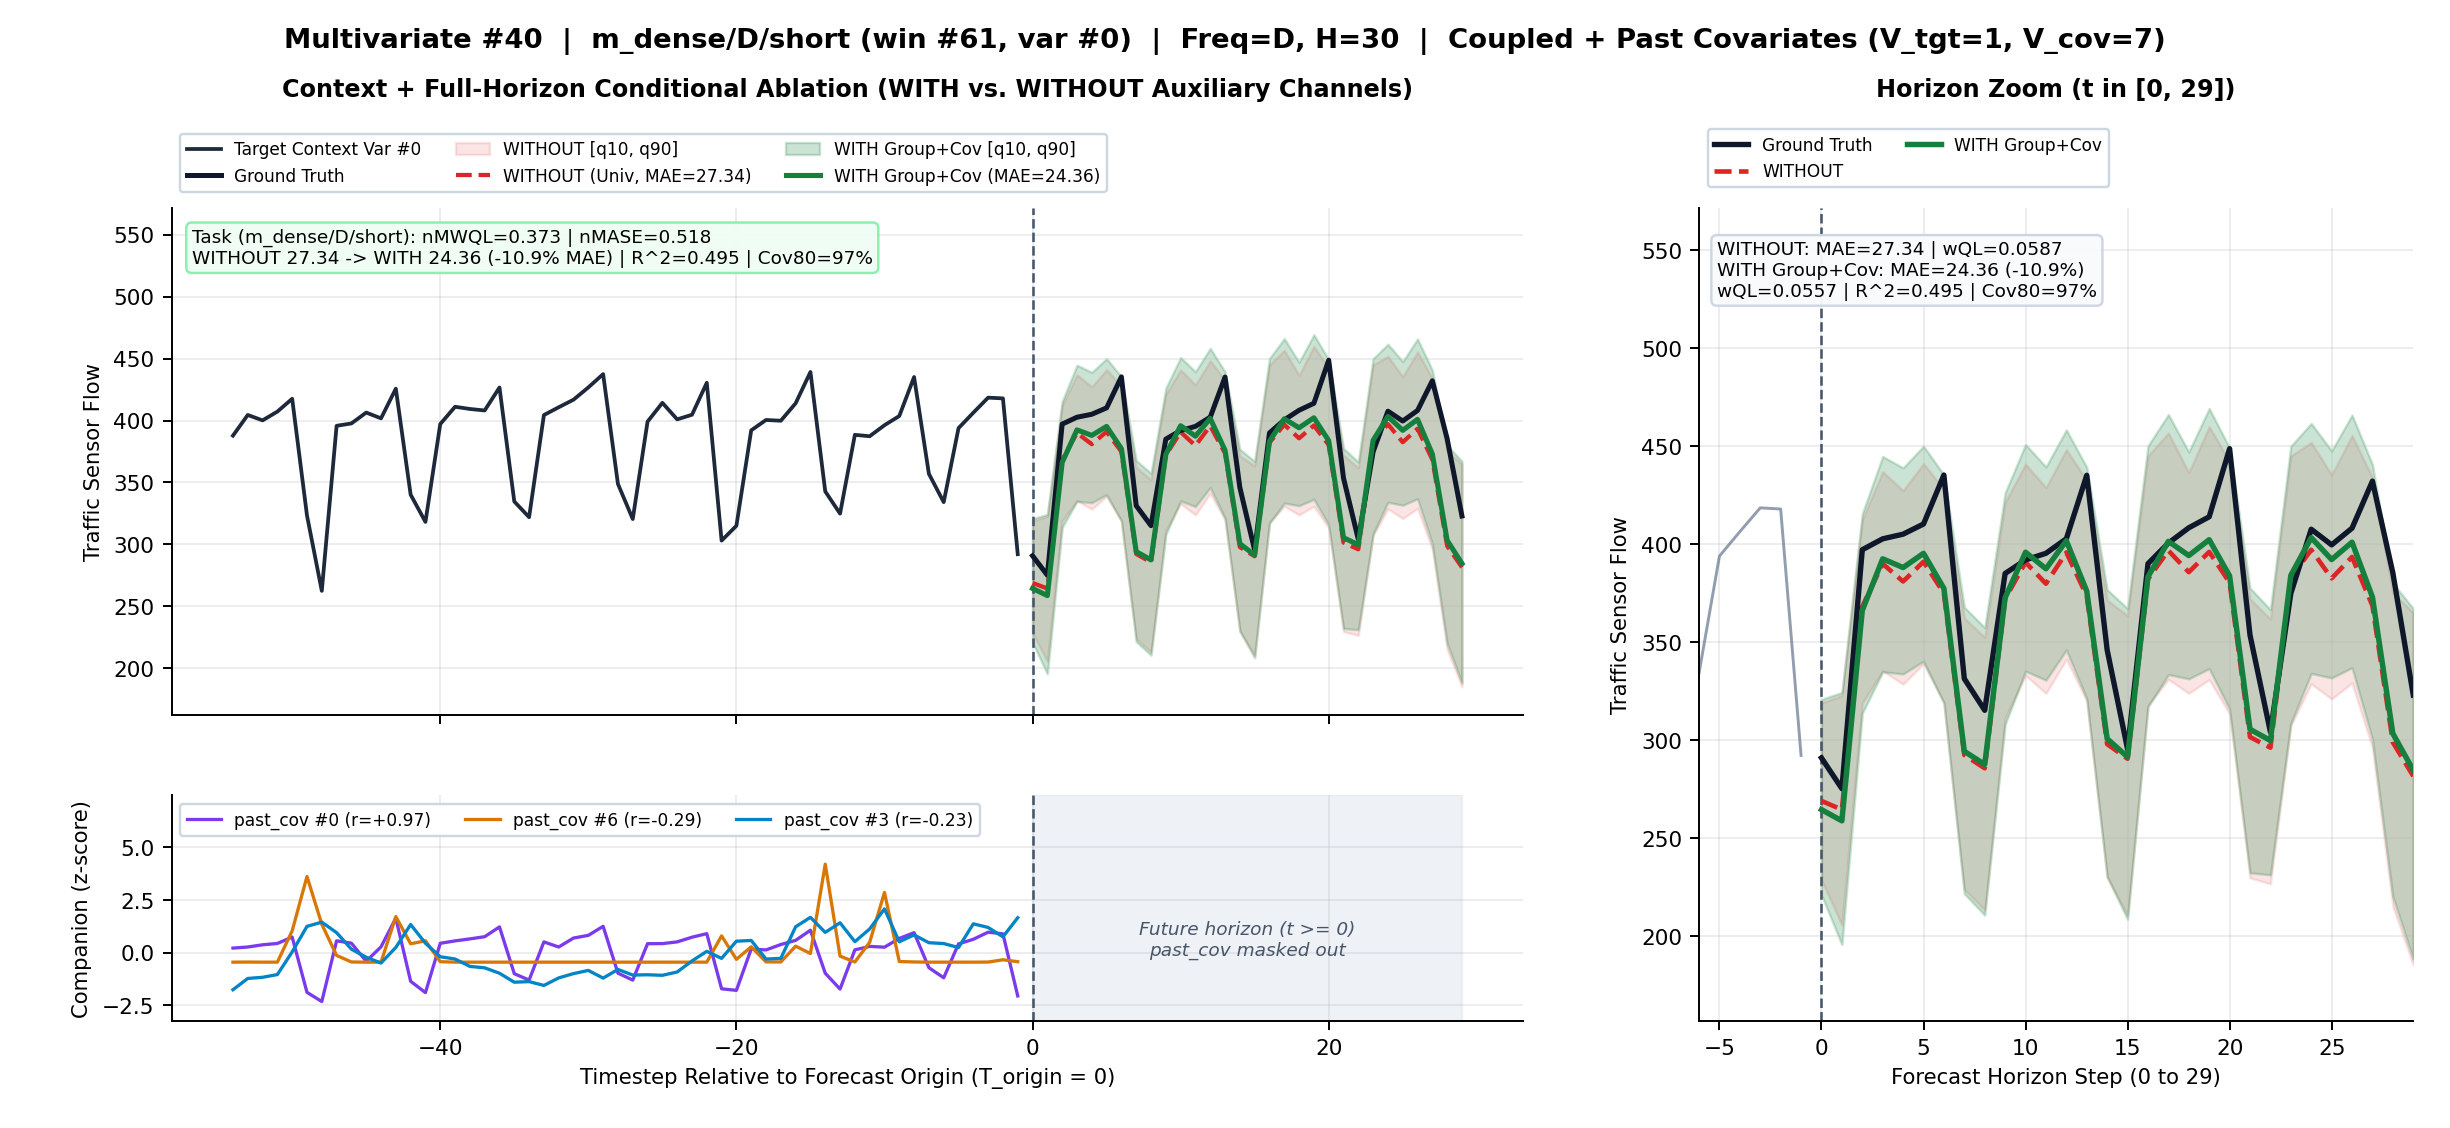 Multivariate #40  |  m_dense/D/short (win #61, var #0)  |  Freq=D, H=30  |  Coupled + Past Covariates (V_tgt=1, V_cov=7)
Context + Full-Horizon Conditional Ablation (WITH vs. WITHOUT Auxiliary Channels)
Target Context Var #0
Ground Truth
WITHOUT [q10, q90]
WITHOUT (Univ, MAE=27.34)
WITH Group+Cov [q10, q90]
WITH Group+Cov (MAE=24.36)
Task (m_dense/D/short): nMWQL=0.373 | nMASE=0.518
WITHOUT 27.34 -> WITH 24.36 (-10.9% MAE) | R^2=0.495 | Cov80=97%
Traffic Sensor Flow
550
500
450
400
350
300
250
200
past_cov #0 (r=+0.97)
past_cov #6 (r=-0.29)
past_cov #3 (r=-0.23)
Companion (z-score)
5.0
2.5
0.0
−2.5
Future horizon (t >= 0)
past_cov masked out
−40
−20
0
20
Timestep Relative to Forecast Origin (T_origin = 0)
Horizon Zoom (t in [0, 29])
Ground Truth
WITHOUT
WITH Group+Cov
WITHOUT: MAE=27.34 | wQL=0.0587
WITH Group+Cov: MAE=24.36 (-10.9%)
wQL=0.0557 | R^2=0.495 | Cov80=97%
Traffic Sensor Flow
550
500
450
400
350
300
250
200
−5
0
5
10
15
20
25
Forecast Horizon Step (0 to 29)